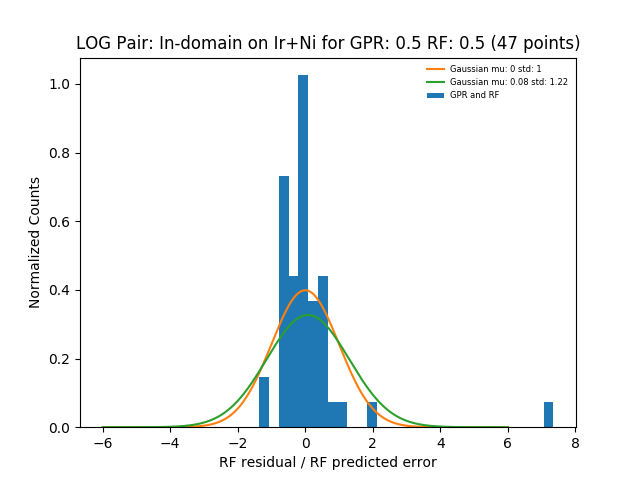 LOG Pair: In-domain on Ir+Ni for GPR: 0.5 RF: 0.5 (47 points)
Gaussian mu: 0 std: 1
Gaussian mu: 0.08 std: 1.22
GPR and RF
Normalized Counts
1.0
0.8
0.6
0.4
0.2
0.0
−6 −4 −2 0 2 4 6 8
RF residual / RF predicted error